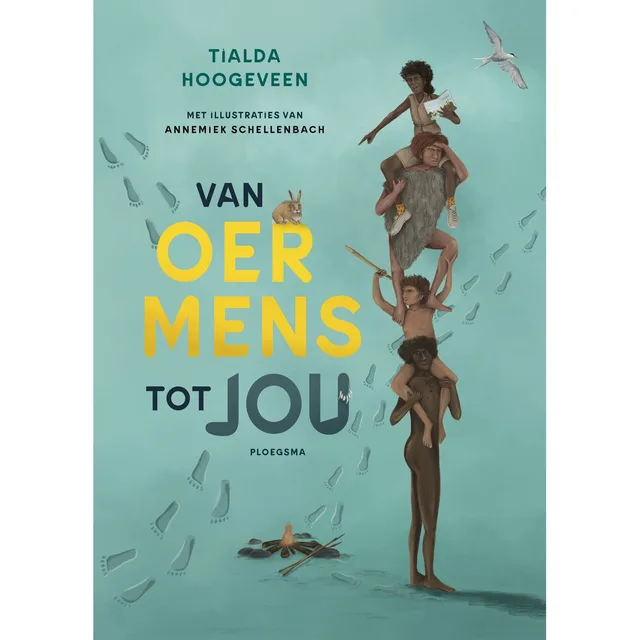 TIALDA
HOOGEVEEN
MET ILLUSTRATIES VAN
ANNEMIEK SCHELLENBACH
VAN
OER
MENS
TOT JOU
PLOEGSMA